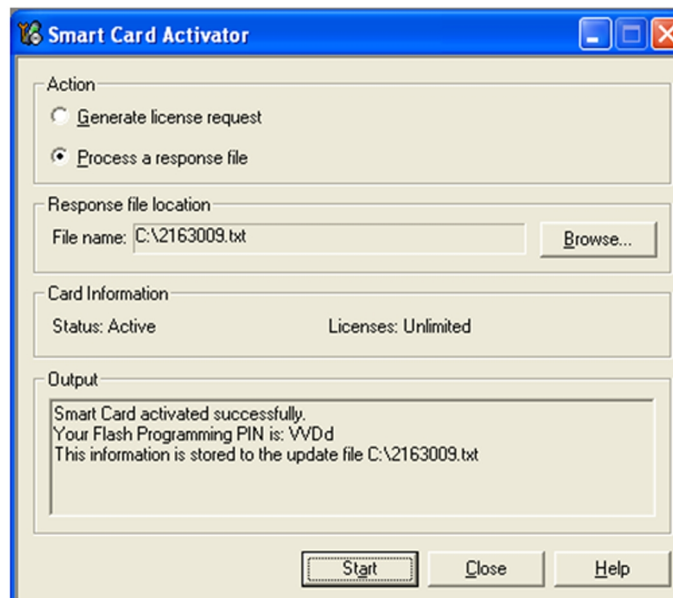 Smart Card Activator
Action
Generate license request
Process a response file
Response file location
File name: C:\2163009.txt
Browse...
Card Information
Status: Active Licenses: Unlimited
Output
Smart Card activated successfully.
Your Flash Programming PIN is: VVDd
This information is stored to the update file C:\2163009.txt
Start Close Help